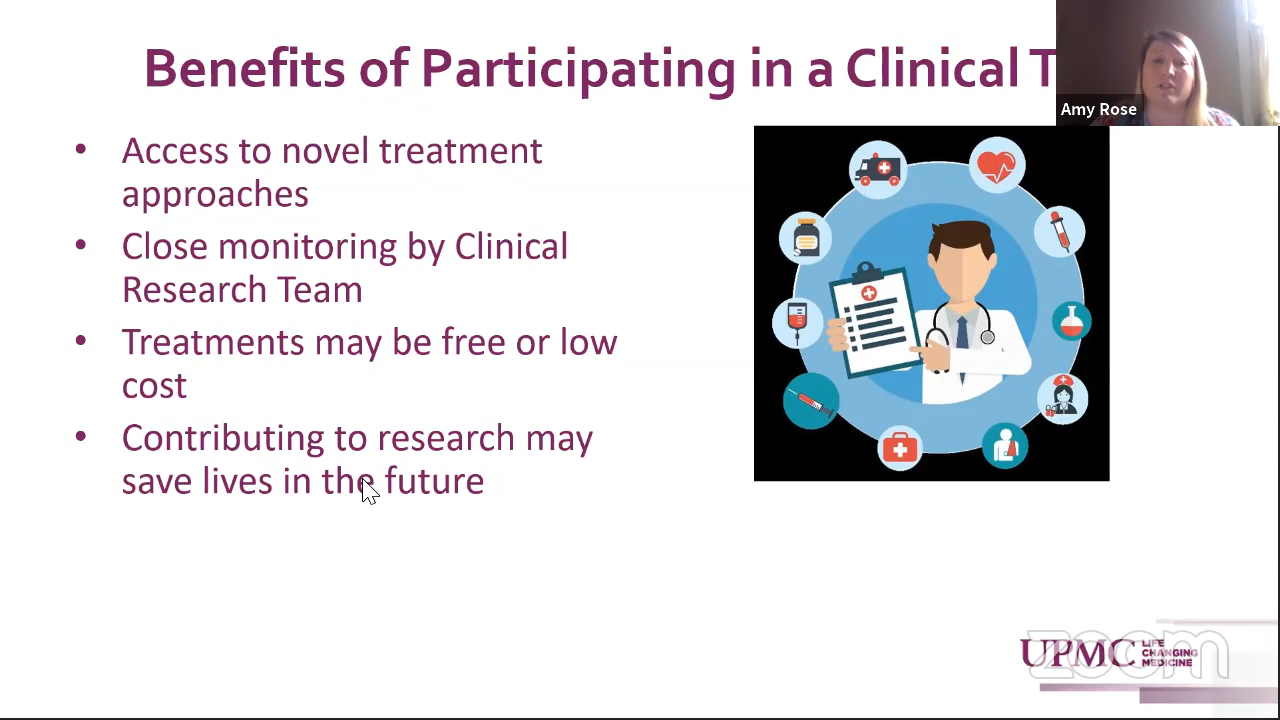 Benefits of Participating in a Clinical T
Amy Rose
• Access to novel treatment
approaches
• Close monitoring by Clinical
Research Team
• Treatments may be free or low
cost
• Contributing to research may
save lives in the future
UPMC
LIFE
CHANGING
MEDICINE
zoom